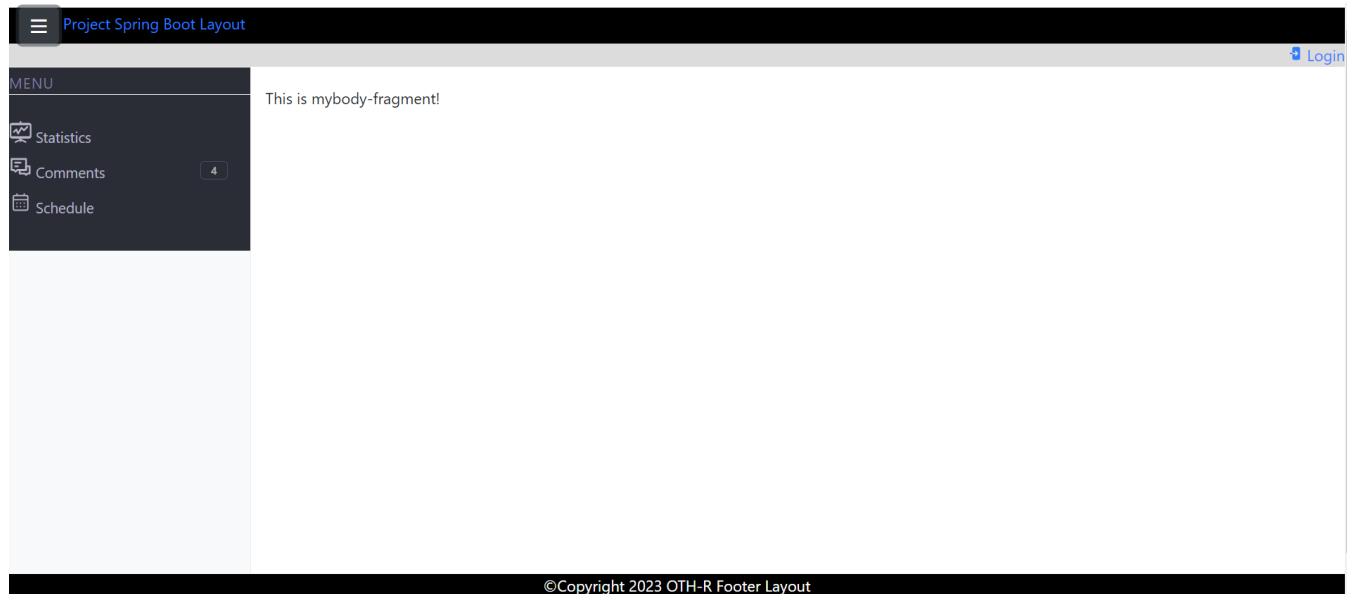 Project Spring Boot Layout
Login
MENU
This is mybody-fragment!
Statistics
Comments 4
Schedule
©Copyright 2023 OTH-R Footer Layout